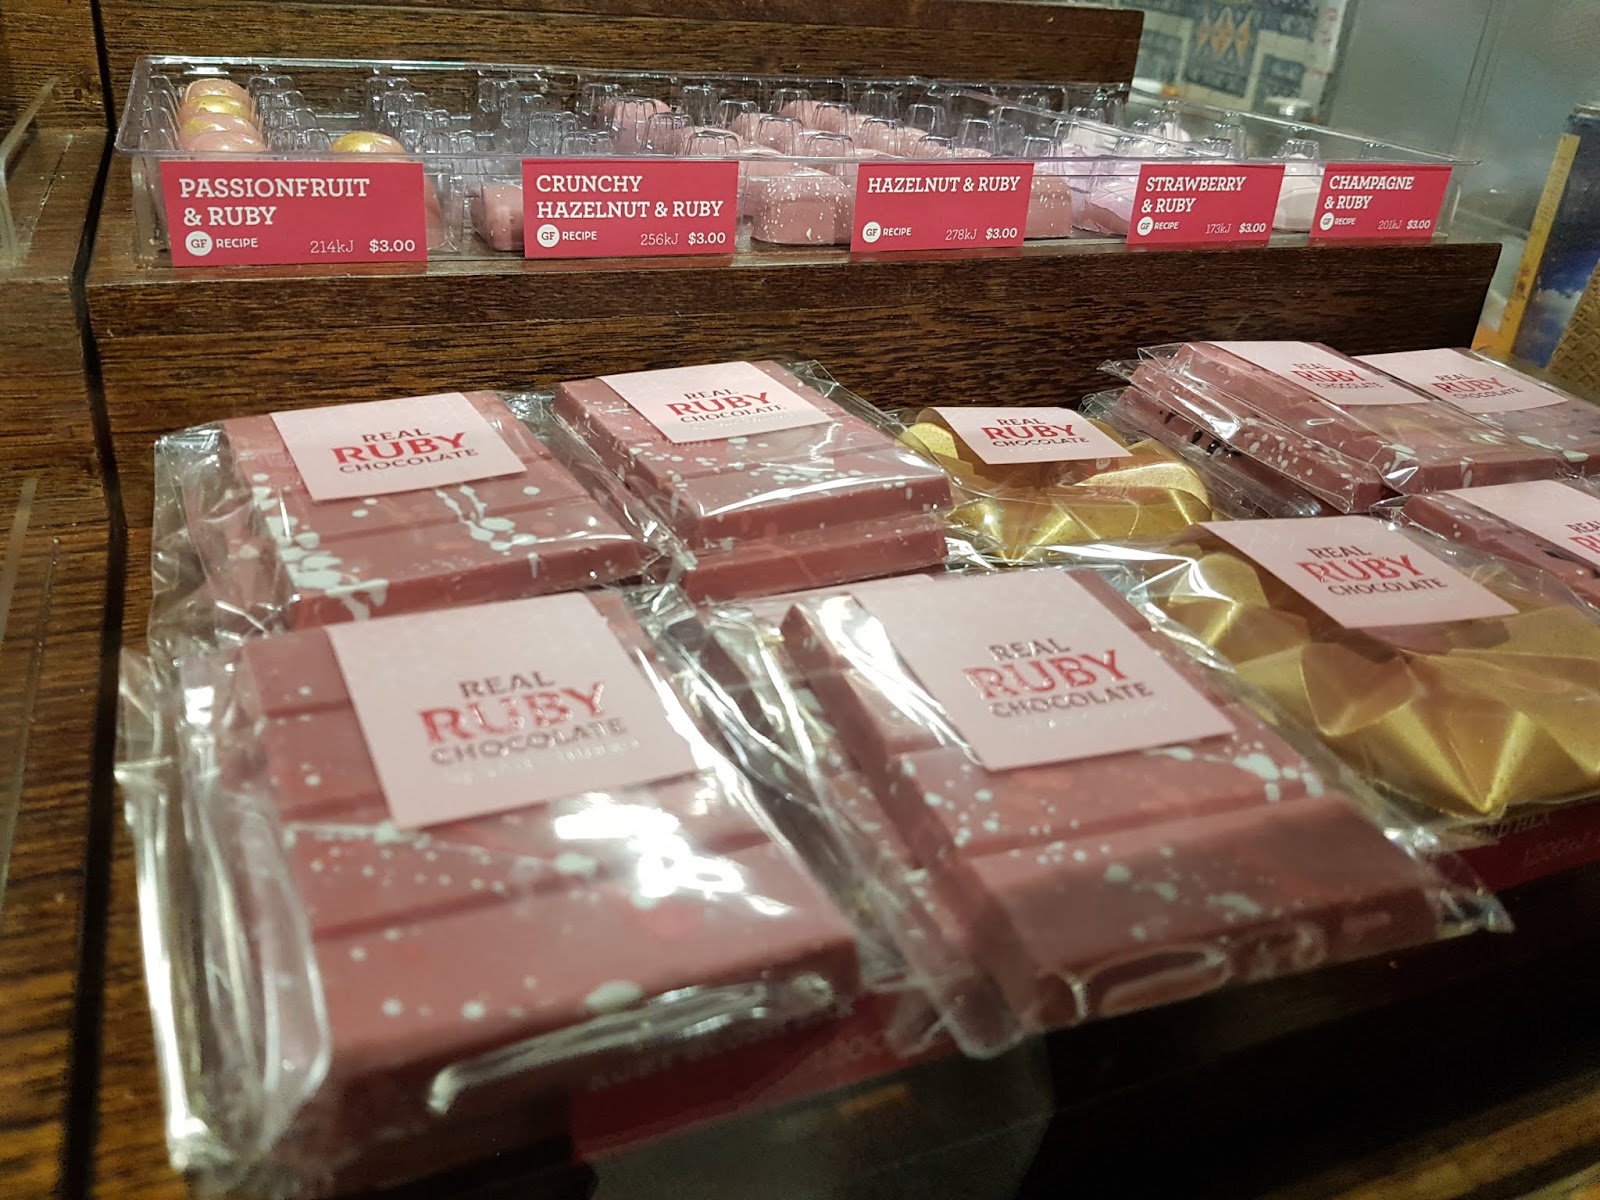 PASSIONFRUIT
& RUBY
GF RECIPE 214kJ $3.00
CRUNCHY
HAZELNUT & RUBY
GF RECIPE 256kJ $3.00
HAZELNUT & RUBY
GF RECIPE 278kJ $3.00
STRAWBERRY
& RUBY
GF RECIPE 173kJ $3.00
CHAMPAGNE
& RUBY
GF RECIPE 201kJ $3.00
REAL
RUBY
CHOCOLATE
REAL
RUBY
CHOCOLATE
REAL
RUBY
CHOCOLATE
REAL
RUBY
CHOCOLATE
REAL
RUBY
CHOCOLATE
REAL
RUBY
CHOCOLATE
REAL
RUBY
CHOCOLATE
REAL
RUBY
CHOCOLATE
REAL